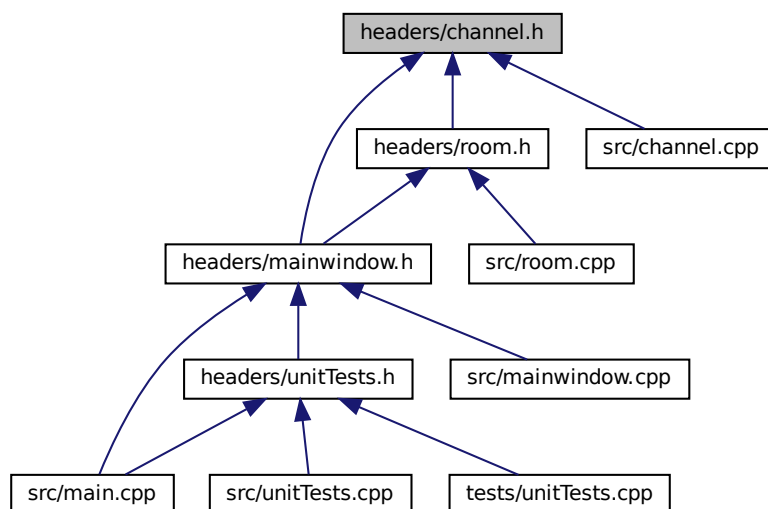 headers/channel.h
headers/room.h
src/channel.cpp
headers/mainwindow.h
src/room.cpp
headers/unitTests.h
src/mainwindow.cpp
src/main.cpp
src/unitTests.cpp
tests/unitTests.cpp